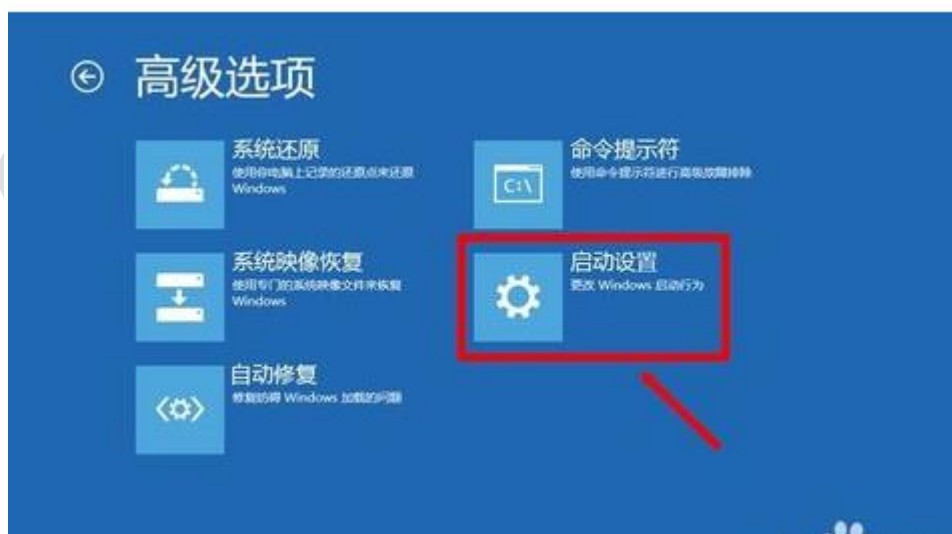 高级选项
系统还原
使用你电脑上记录的还原点来还原
Windows
命令提示符
使用命令提示符进行高级故障排除
系统映像恢复
使用专门的系统映像文件来恢复
Windows
启动设置
更改 Windows 启动行为
自动修复
修复妨碍 Windows 加载的问题
C:\